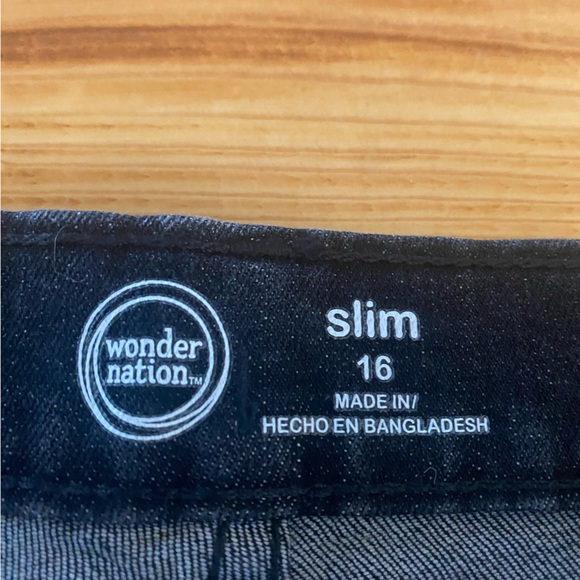 wonder
nation™
slim
16
MADE IN/
HECHO EN BANGLADESH